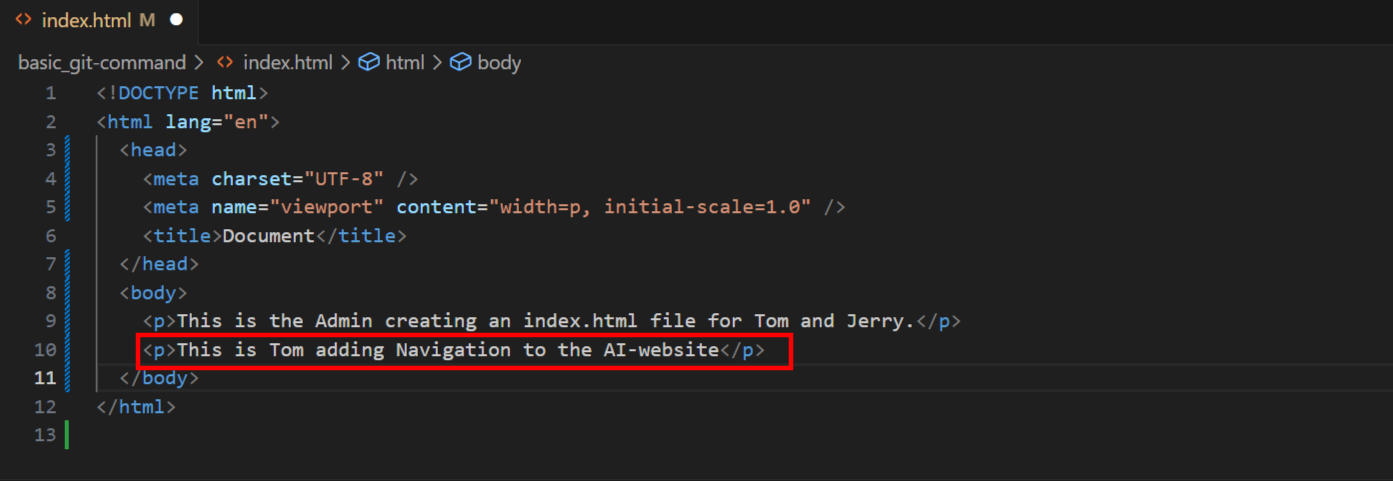 index.html M
basic_git-command > index.html > html > body
1 <!DOCTYPE html>
2 <html lang="en">
3 <head>
4 <meta charset="UTF-8" />
5 <meta name="viewport" content="width=p, initial-scale=1.0" />
6 <title>Document</title>
7 </head>
8 <body>
9 <p>This is the Admin creating an index.html file for Tom and Jerry.</p>
10 <p>This is Tom adding Navigation to the AI-website</p>
11 </body>
12 </html>
13